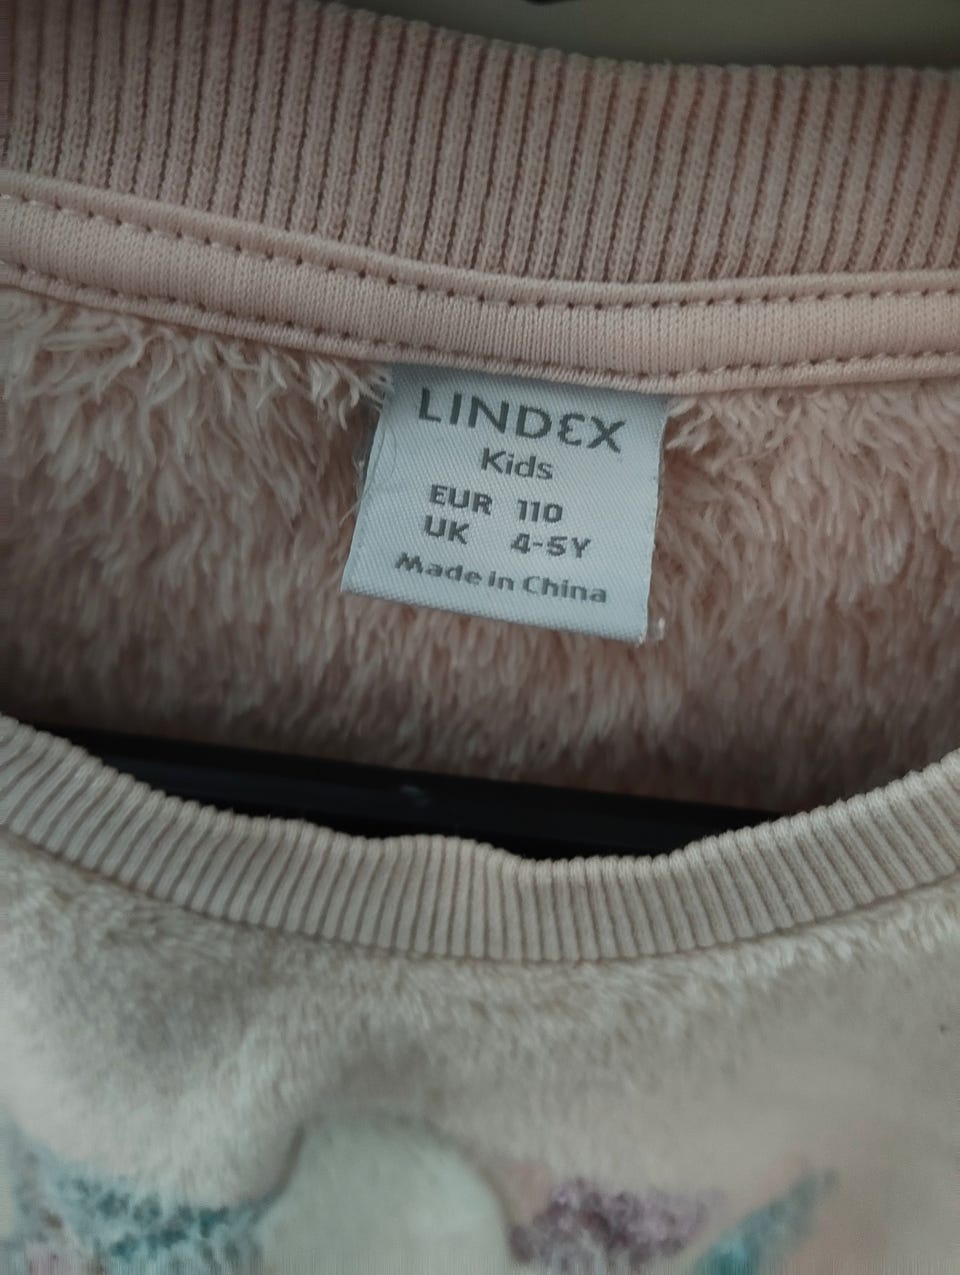 LINDEX
Kids
EUR 110
UK 4-5Y
Made in China